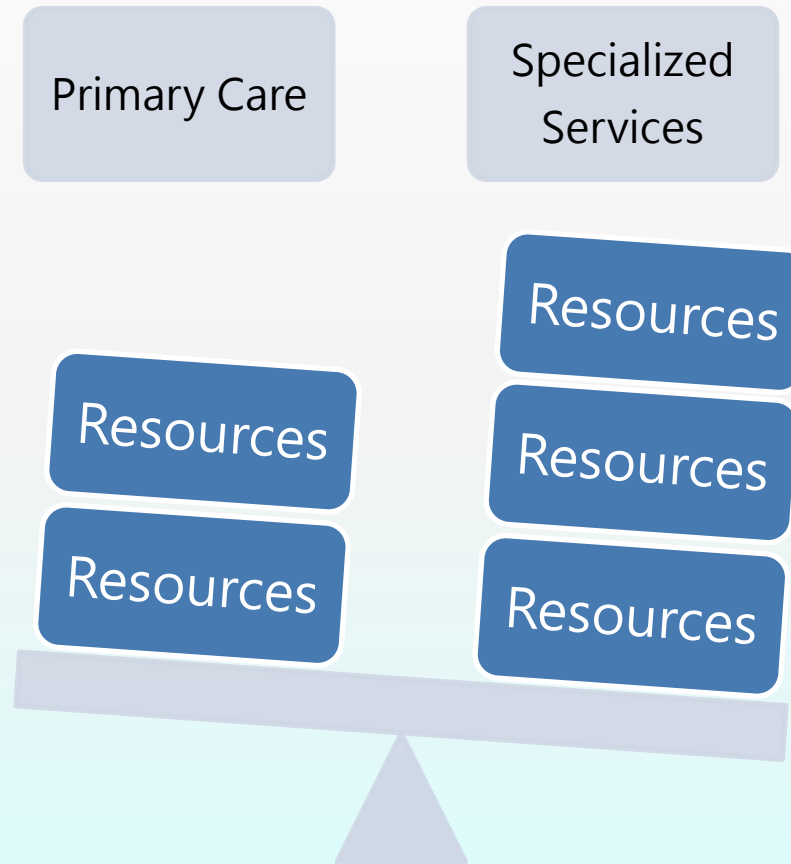 Primary Care
Specialized
Services
Resources
Resources
Resources
Resources
Resources